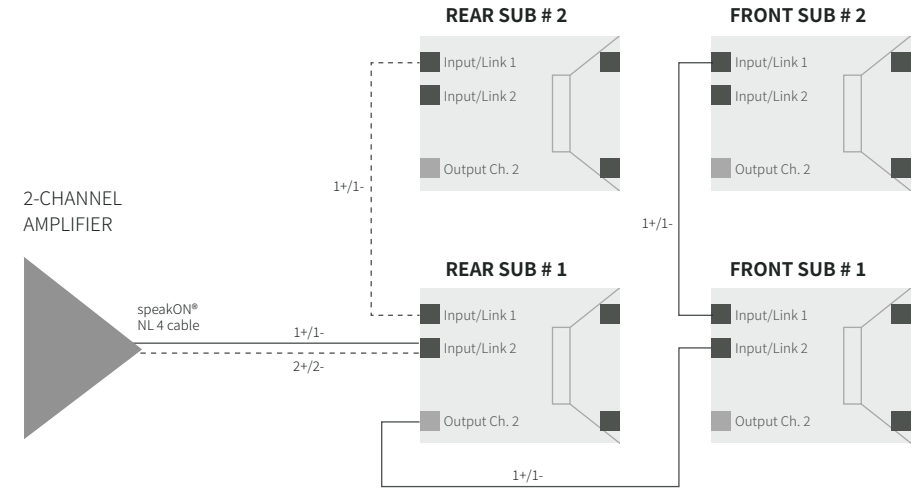 REAR SUB # 2
FRONT SUB # 2
Input/Link 1
Input/Link 1
Input/Link 2
Input/Link 2
Output Ch. 2
Output Ch. 2
1+/1-
2-CHANNEL
AMPLIFIER
1+/1-
REAR SUB # 1
FRONT SUB # 1
speakON®
NL 4 cable
Input/Link 1
Input/Link 1
1+/1-
Input/Link 2
Input/Link 2
2+/2-
Output Ch. 2
Output Ch. 2
1+/1-